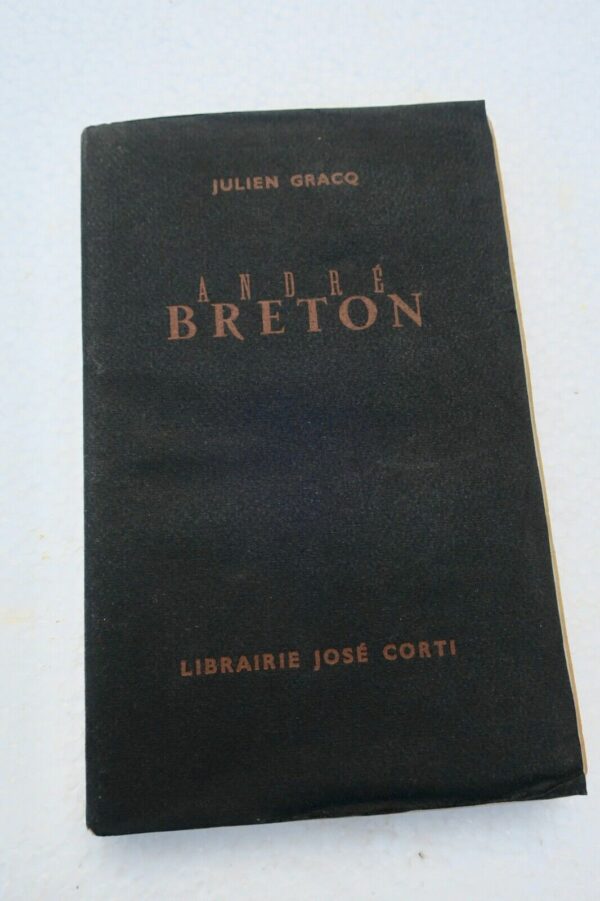 JULIEN GRACQ
ANDRÉ
BRETON
LIBRAIRIE JOSÉ CORTI